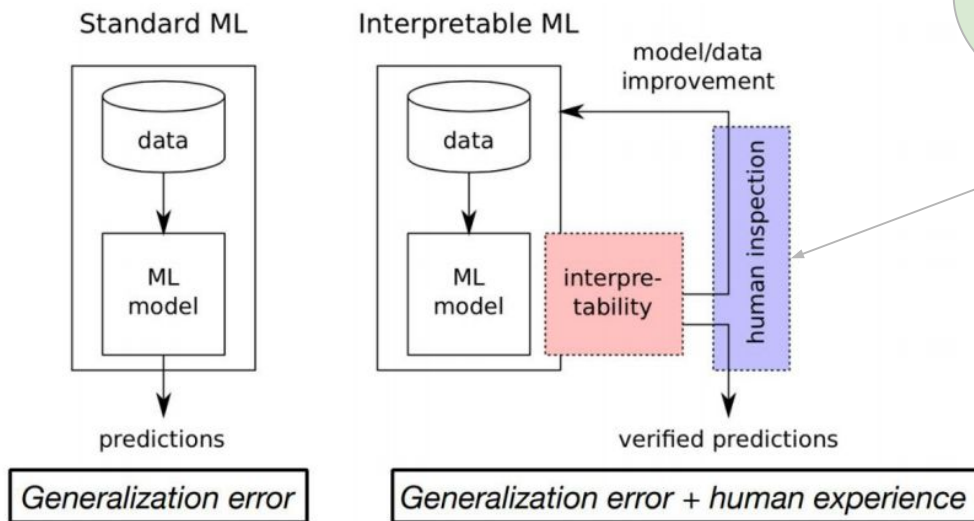 Standard ML
Interpretable ML
data
ML
model
predictions
Generalization error
model/data
improvement
data
ML
model
interpre-
tability
human inspection
verified predictions
Generalization error + human experience